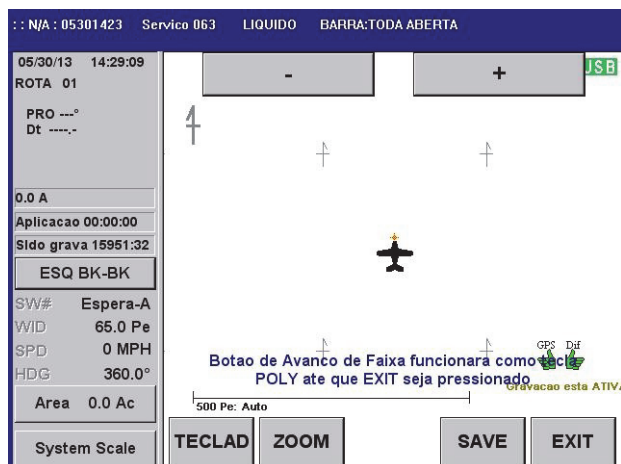 :: N/A : 05301423 Servico 063 LIQUIDO BARRA:TODA ABERTA
05/30/13 14:29:09
ROTA 01
PRO ---°
Dt ----.-
- +
USB
0.0 A
Aplicacao 00:00:00
Sldo grava 15951:32
ESQ BK-BK
SW# Espera-A
WID 65.0 Pe
SPD 0 MPH
HDG 360.0°
Area 0.0 Ac
System Scale
GPS Dif
Botao de Avanco de Faixa funcionara como tecla
POLY ate que EXIT seja pressionado
Gravacao esta ATIVA
500 Pe: Auto
TECLAD ZOOM SAVE EXIT